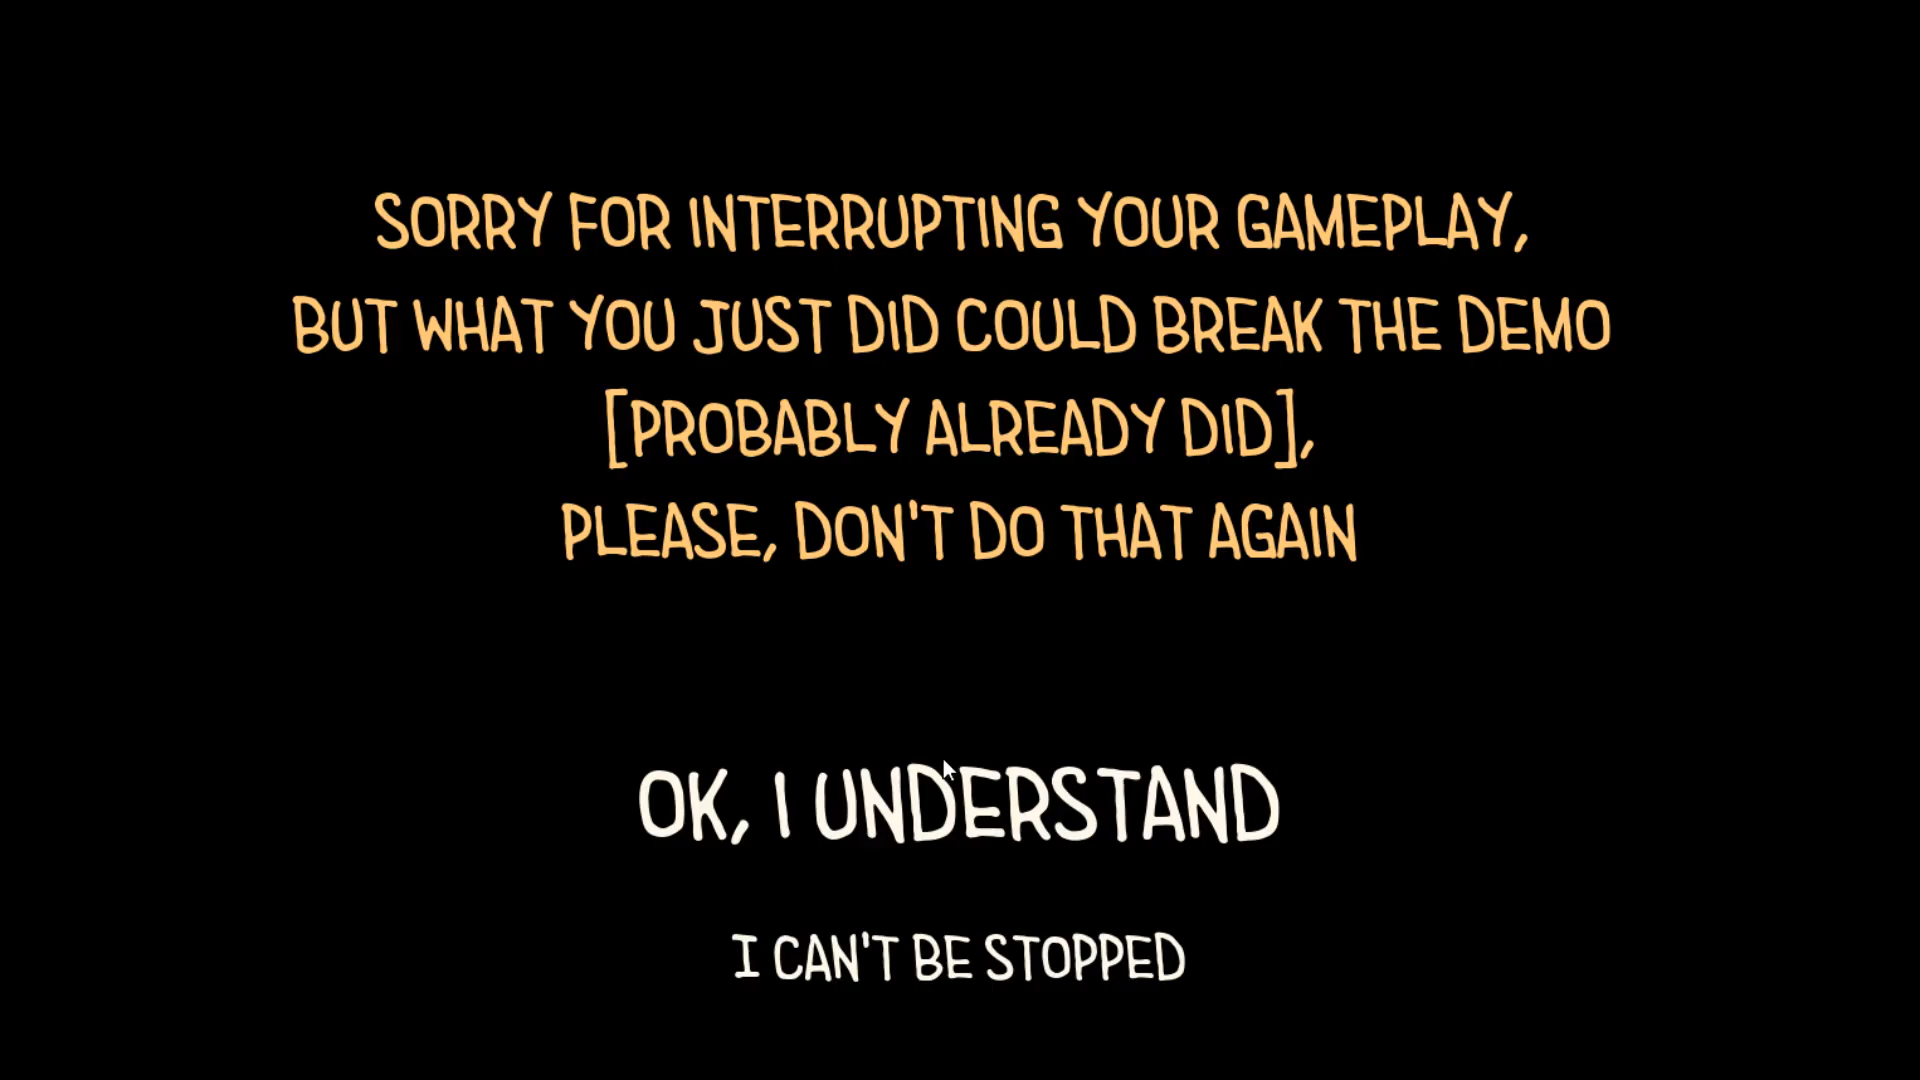 SORRY FOR INTERRUPTING YOUR GAMEPLAY,
BUT WHAT YOU JUST DID COULD BREAK THE DEMO
[PROBABLY ALREADY DID],
PLEASE, DON'T DO THAT AGAIN
OK, I UNDERSTAND
I CAN'T BE STOPPED